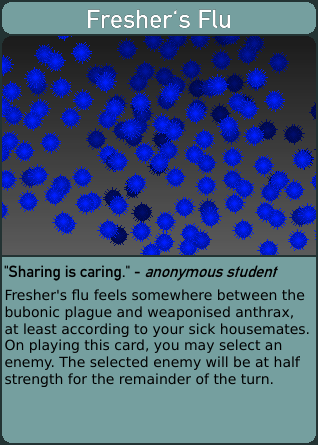 Fresher's Flu
"Sharing is caring." - anonymous student
Fresher's flu feels somewhere between the
bubonic plague and weaponised anthrax,
at least according to your sick housemates.
On playing this card, you may select an
enemy. The selected enemy will be at half
strength for the remainder of the turn.